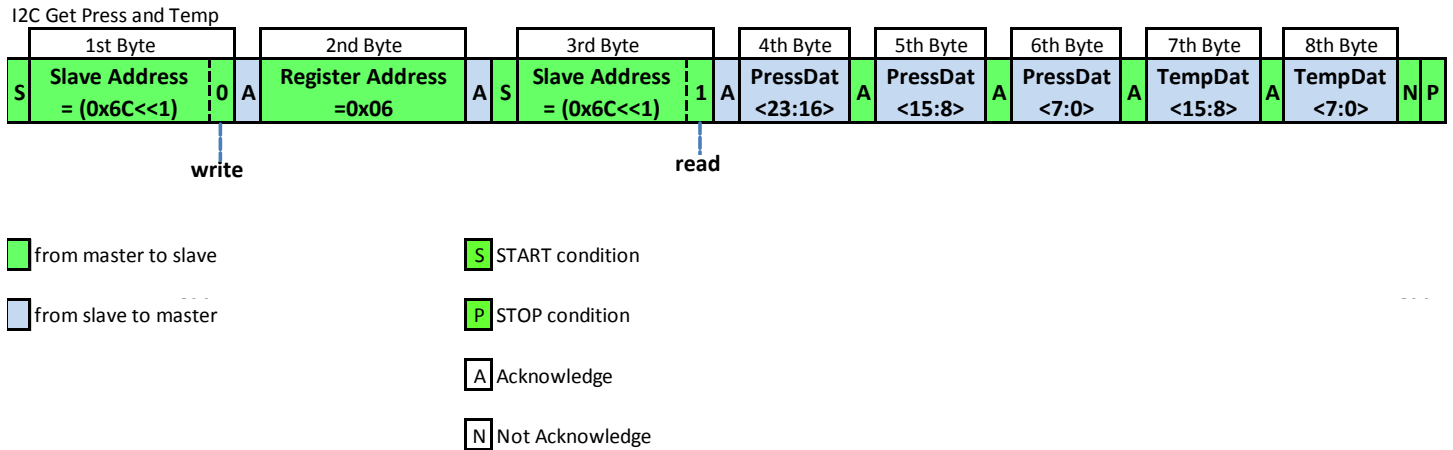 I2C Get Press and Temp
1st Byte 2nd Byte 3rd Byte 4th Byte 5th Byte 6th Byte 7th Byte 8th Byte
S Slave Address = (0x6C<<1) 0 A Register Address =0x06 A S Slave Address = (0x6C<<1) 1 A PressDat <23:16> A PressDat <15:8> A PressDat <7:0> A TempDat <15:8> A TempDat <7:0> N P
write read
from master to slave S START condition
from slave to master P STOP condition
A Acknowledge
N Not Acknowledge